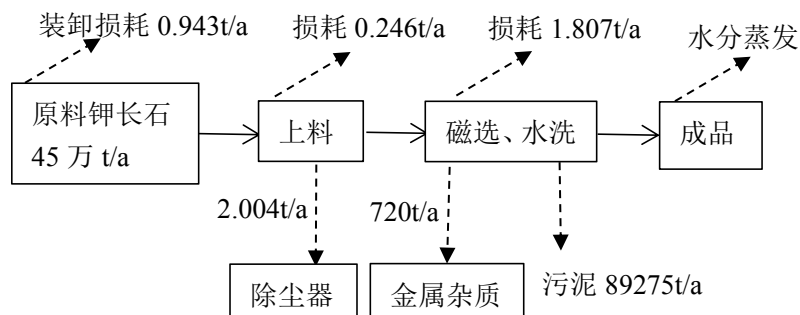 装卸损耗 0.943t/a
损耗 0.246t/a
损耗 1.807t/a
水分蒸发
原料钾长石
45 万 t/a
上料
磁选、水洗
成品
2.004t/a
720t/a
除尘器
金属杂质
污泥 89275t/a